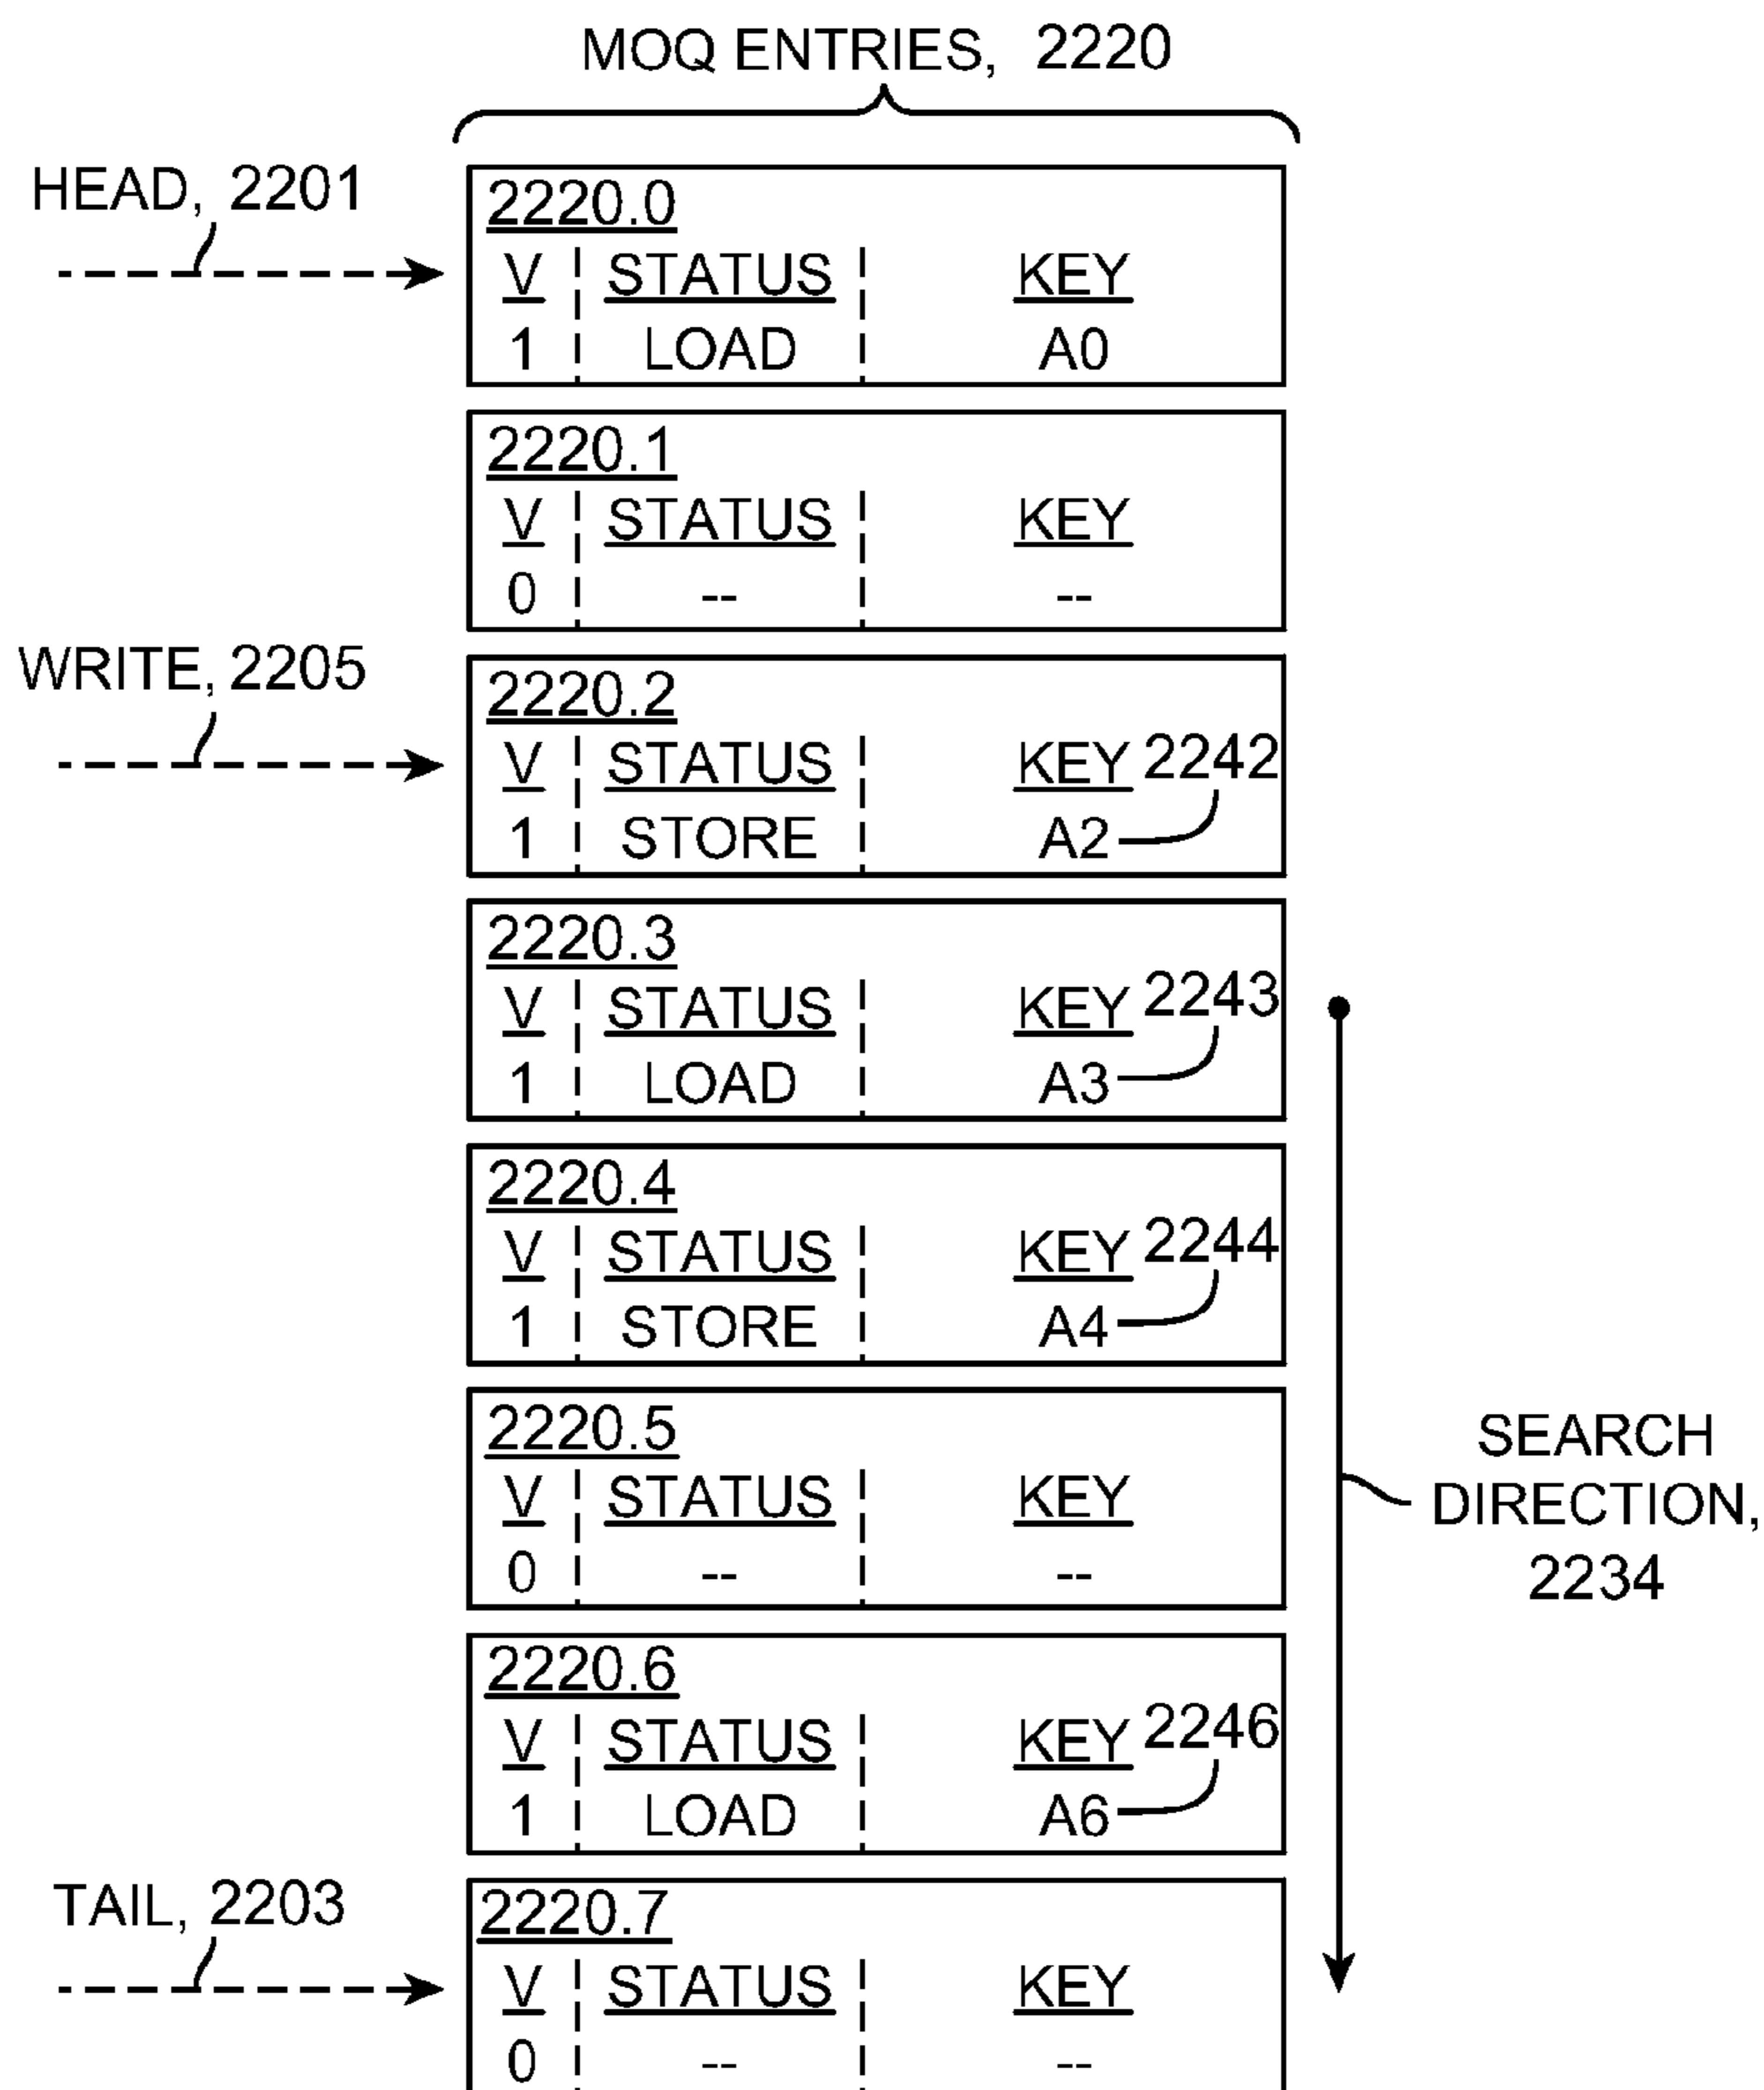 MOQ ENTRIES, 2220
HEAD, 2201
2220.0
V STATUS KEY
1 LOAD A0
2220.1
V STATUS KEY
0 -- --
WRITE, 2205
2220.2
V STATUS KEY 2242
1 STORE A2
2220.3
V STATUS KEY 2243
1 LOAD A3
2220.4
V STATUS KEY 2244
1 STORE A4
2220.5
V STATUS KEY
0 -- --
SEARCH
DIRECTION,
2234
2220.6
V STATUS KEY 2246
1 LOAD A6
TAIL, 2203
2220.7
V STATUS KEY
0 -- --